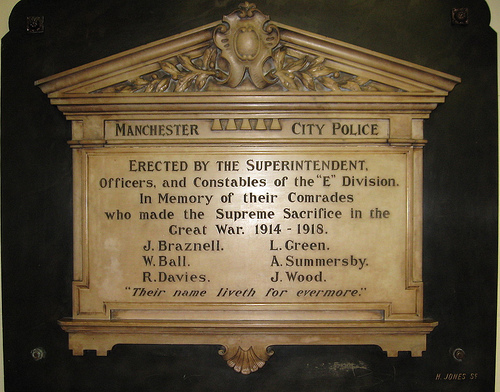 MANCHESTER CITY POLICE
ERECTED BY THE SUPERINTENDENT,
Officers, and Constables of the "E" Division.
In Memory of their Comrades
who made the Supreme Sacrifice in the
Great War. 1914 - 1918.
J. Braznell. L. Green.
W. Ball. A. Summersby.
R. Davies. J. Wood.
"Their name liveth for evermore."
H. JONES SC